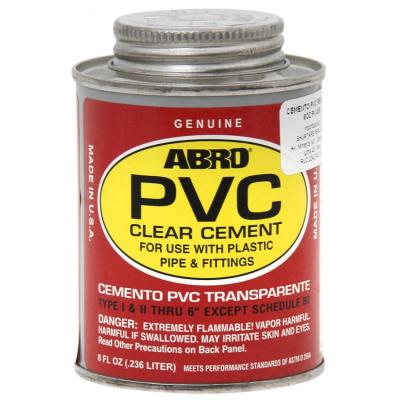 GENUINE
ABRO
PVC
CLEAR CEMENT
FOR USE WITH PLASTIC
PIPE & FITTINGS
CEMENTO PVC TRANSPARENTE
TYPE I & II THRU 6" EXCEPT SCHEDULE 80
DANGER: EXTREMELY FLAMMABLE! VAPOR HARMFUL.
HARMFUL IF SWALLOWED. MAY IRRITATE SKIN AND EYES.
Read Other Precautions on Back Panel.
8 FL OZ (.236 LITER) MEETS PERFORMANCE STANDARDS OF ASTM D
MADE IN U.S.A.
MADE IN
CEMENTO PVC